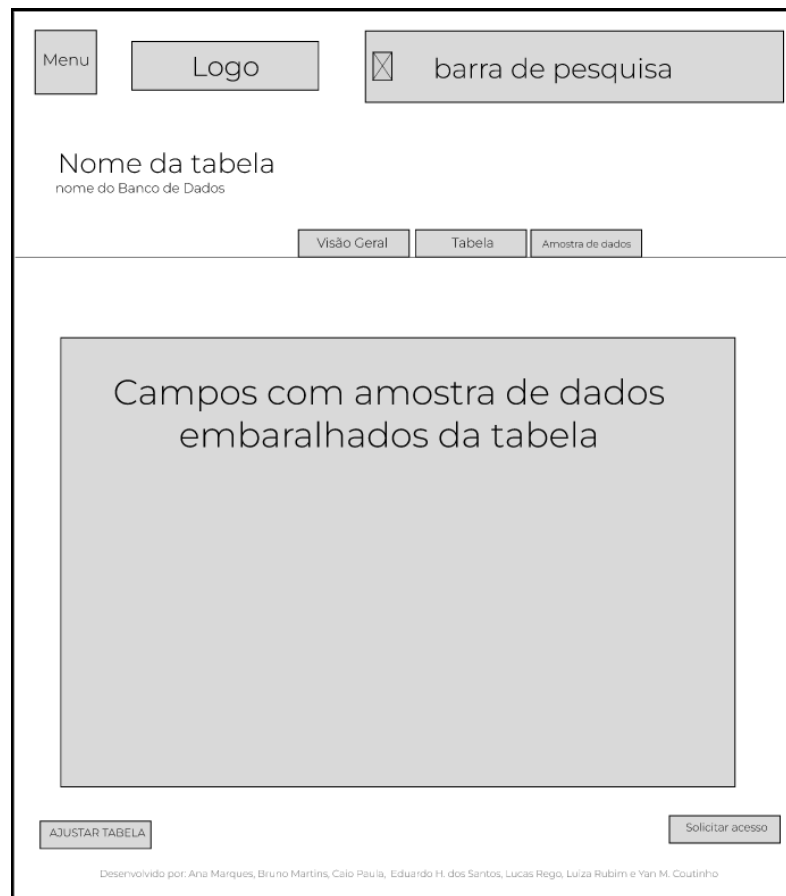 Menu
Logo
barra de pesquisa
Nome da tabela
nome do Banco de Dados
Visão Geral
Tabela
Amostra de dados
Campos com amostra de dados
embaralhados da tabela
AJUSTAR TABELA
Solicitar acesso
Desenvolvido por: Ana Marques, Bruno Martins, Caio Paula, Eduardo H. dos Santos, Lucas Rego, Luíza Rubim e Yan M. Coutinho